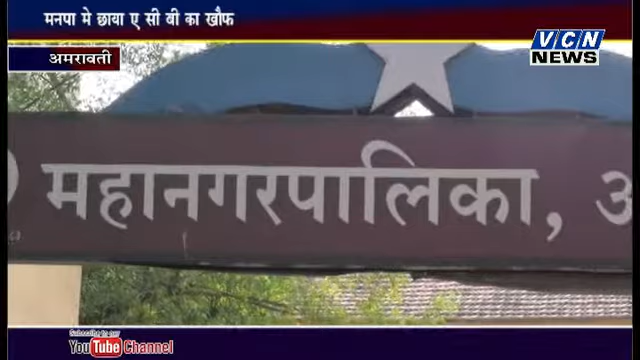 मनपा मे छाया ए सी बी का खौफ
VCN
NEWS
अमरावती
महानगरपालिका, अ
Subscribe to our
YouTube Channel